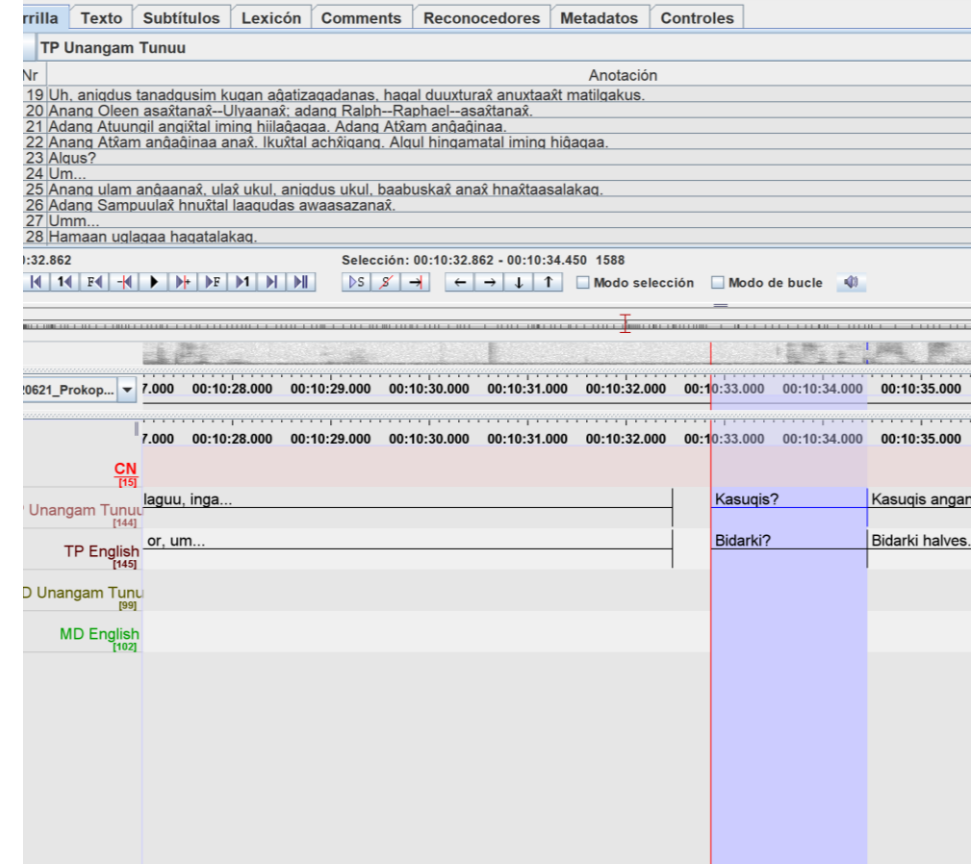 rrilla Texto Subtítulos Lexicón Comments Reconocedores Metadatos Controles
TP Unangam Tunuu
Nr Anotación
19 Uh, anigdus tanadgusim kugan aĝatizagadanas, hagal duuxturax̂ anuxtaax̂t matilgakus.
20 Anang Oleen asax̂tanax̂--Ulyaanax̂; adang Ralph--Raphael--asax̂tanax̂.
21 Adang Atuungil angix̂tal iming hiilaĝagaa. Adang Atx̂am anĝaĝinaa.
22 Anang Atx̂am anĝaĝinaa anax̂. Ikux̂tal achx̂igang. Algul hingamatal iming hiĝagaa.
23 Algus?
24 Um...
25 Anang ulam anĝaanax̂, ulax̂ ukul, anigdus ukul, baabuskax̂ anax̂ hnax̂taasalakag.
26 Adang Sampuulax̂ hnux̂tal laagudas awaasazanax̂.
27 Umm...
28 Hamaan uglagaa hagatalakag.
:32.862 Selección: 00:10:32.862 - 00:10:34.450 1588
Modo selección Modo de bucle
:0621_Prokop... 7.000 00:10:28.000 00:10:29.000 00:10:30.000 00:10:31.000 00:10:32.000 00:10:33.000 00:10:34.000 00:10:35.000
7.000 00:10:28.000 00:10:29.000 00:10:30.000 00:10:31.000 00:10:32.000 00:10:33.000 00:10:34.000 00:10:35.000
CN
[15]
Unangam Tunuu laguu, inga... Kasuqis? Kasuqis angan
[144]
TP English or, um... Bidarki? Bidarki halves.
[145]
D Unangam Tunu
[99]
MD English
[102]